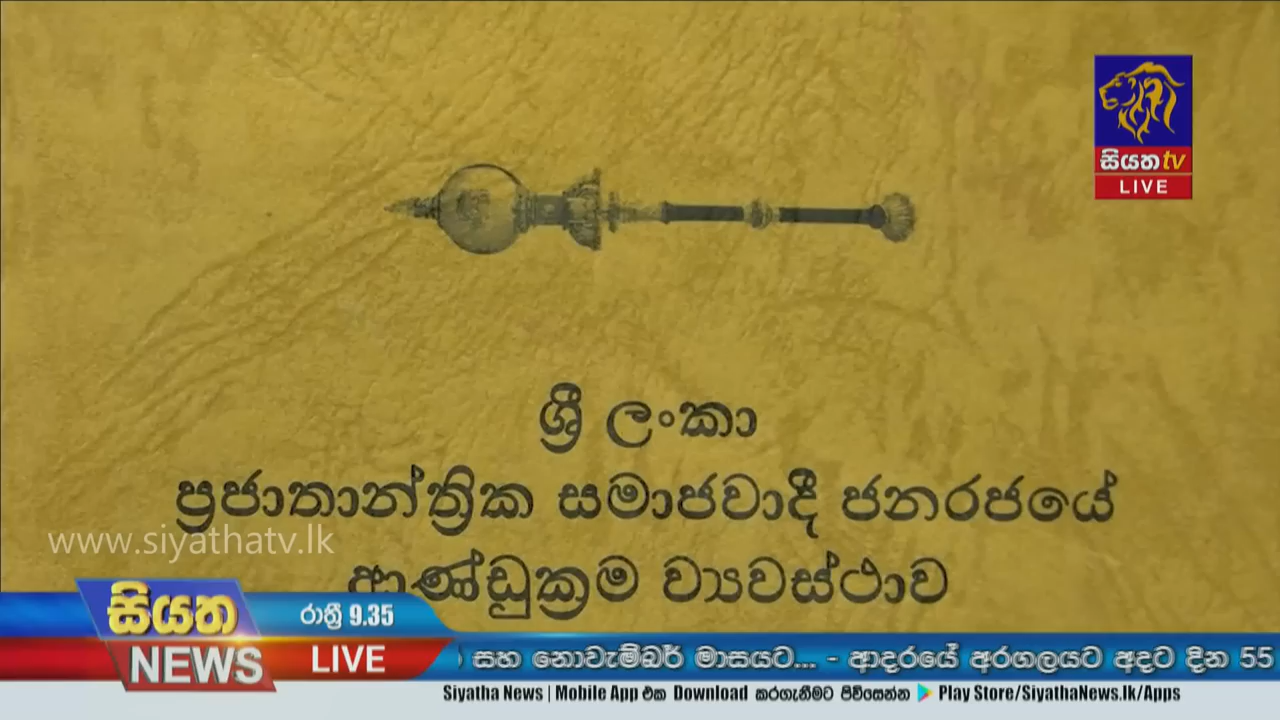 සියත tv
LIVE
ශ්‍රී ලංකා
ප්‍රජාතාන්ත්‍රික සමාජවාදී ජනරජයේ
ආණ්ඩුක්‍රම ව්‍යවස්ථාව
www.siyathatv.lk
සියත
NEWS
රාත්‍රී 9.35
LIVE
සහ නොවැම්බර් මාසයට... - ආදරයේ අරගලයට අදට දින 55
Siyatha News | Mobile App එක Download කරගැනීමට පිවිසෙන්න Play Store/SiyathaNews.lk/Apps